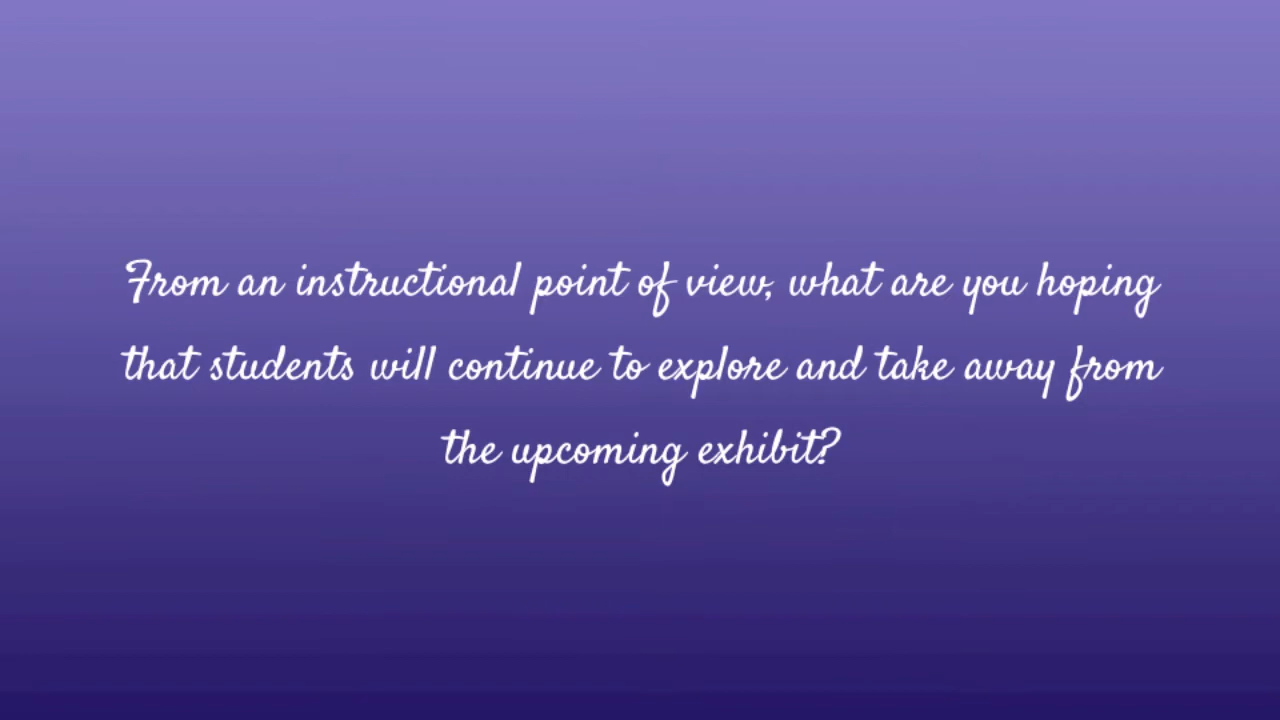 From an instructional point of view, what are you hoping
that students will continue to explore and take away from
the upcoming exhibit?